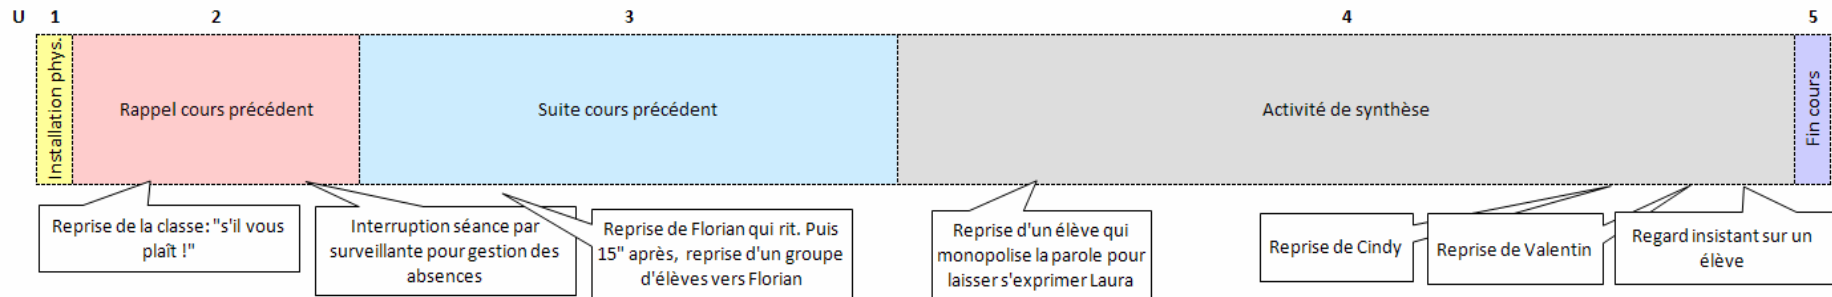 U 1 2 3 4 5
Installation phys.
Rappel cours précédent
Suite cours précédent
Activité de synthèse
Fin cours
Reprise de la classe: "s'il vous
plaît !"
Interruption séance par
surveillante pour gestion des
absences
Reprise de Florian qui rit. Puis
15" après, reprise d'un groupe
d'élèves vers Florian
Reprise d'un élève qui
monopolise la parole pour
laisser s'exprimer Laura
Reprise de Cindy
Reprise de Valentin
Regard insistant sur un
élève